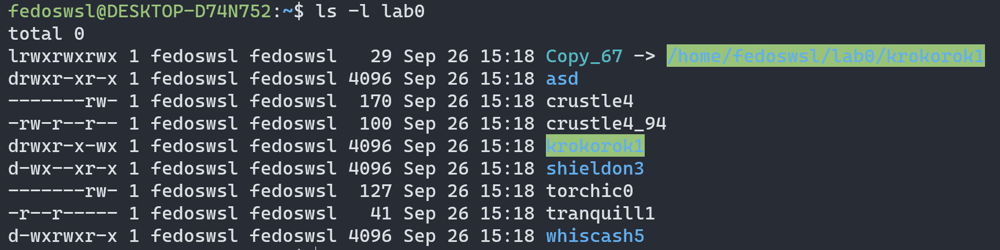 fedoswsl@DESKTOP-D74N752:~$ ls -l lab0
total 0
lrwxrwxrwx 1 fedoswsl fedoswsl   29 Sep 26 15:18 Copy_67 -> /home/fedoswsl/lab0/krokorok1
drwxr-xr-x 1 fedoswsl fedoswsl 4096 Sep 26 15:18 asd
-------rw- 1 fedoswsl fedoswsl  170 Sep 26 15:18 crustle4
-rw-r--r-- 1 fedoswsl fedoswsl  100 Sep 26 15:18 crustle4_94
drwxr-x-wx 1 fedoswsl fedoswsl 4096 Sep 26 15:18 krokorok1
d-wx--xr-x 1 fedoswsl fedoswsl 4096 Sep 26 15:18 shieldon3
-------rw- 1 fedoswsl fedoswsl  127 Sep 26 15:18 torchic0
-r--r----- 1 fedoswsl fedoswsl   41 Sep 26 15:18 tranquill1
d-wxrwxr-x 1 fedoswsl fedoswsl 4096 Sep 26 15:18 whiscash5